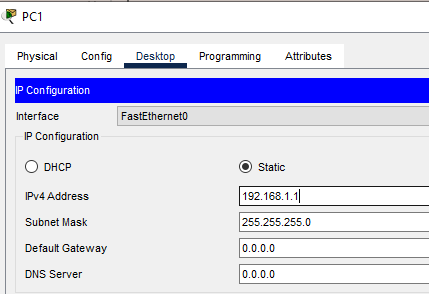 PC1
Physical Config Desktop Programming Attributes
IP Configuration
Interface FastEthernet0
IP Configuration
DHCP Static
IPv4 Address 192.168.1.1
Subnet Mask 255.255.255.0
Default Gateway 0.0.0.0
DNS Server 0.0.0.0